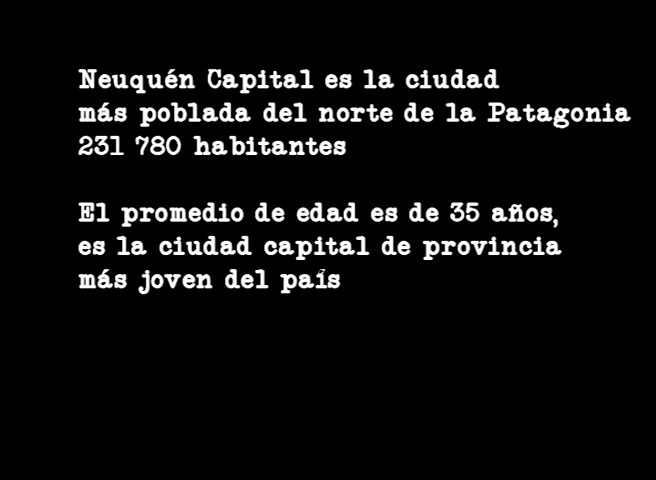 Neuquén Capital es la ciudad
más poblada del norte de la Patagonia
231 780 habitantes
El promedio de edad es de 35 años,
es la ciudad capital de provincia
más joven del país